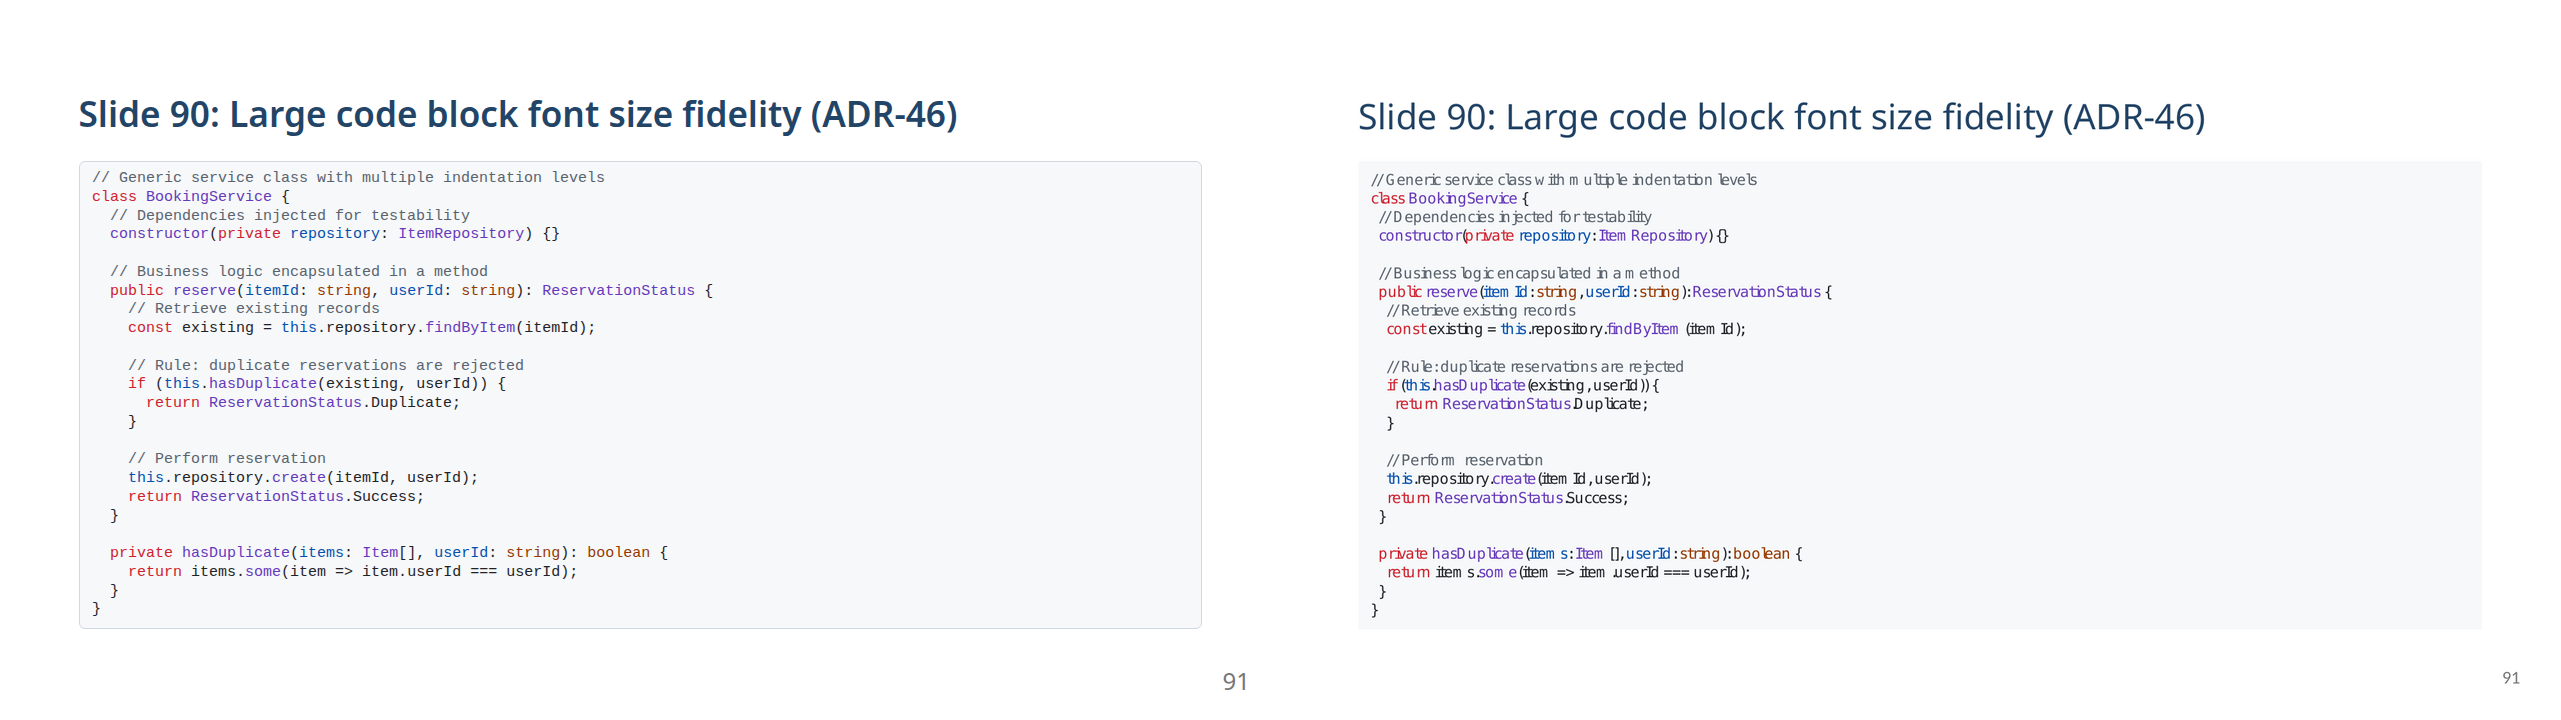 Slide 90: Large code block font size fidelity (ADR-46)
// Generic service class with multiple indentation levels
class BookingService {
  // Dependencies injected for testability
  constructor(private repository: ItemRepository) {}

  // Business logic encapsulated in a method
  public reserve(itemId: string, userId: string): ReservationStatus {
    // Retrieve existing records
    const existing = this.repository.findByItem(itemId);

    // Rule: duplicate reservations are rejected
    if (this.hasDuplicate(existing, userId)) {
      return ReservationStatus.Duplicate;
    }

    // Perform reservation
    this.repository.create(itemId, userId);
    return ReservationStatus.Success;
  }

  private hasDuplicate(items: Item[], userId: string): boolean {
    return items.some(item => item.userId === userId);
  }
}
91
Slide 90: Large code block font size fidelity (ADR-46)
// Generic service class with multiple indentation levels
class BookingService {
  // Dependencies injected for testability
  constructor(private repository: ItemRepository) {}

  // Business logic encapsulated in a method
  public reserve(itemId: string, userId: string): ReservationStatus {
    // Retrieve existing records
    const existing = this.repository.findByItem(itemId);

    // Rule: duplicate reservations are rejected
    if (this.hasDuplicate(existing, userId)) {
      return ReservationStatus.Duplicate;
    }

    // Perform reservation
    this.repository.create(itemId, userId);
    return ReservationStatus.Success;
  }

  private hasDuplicate(items: Item[], userId: string): boolean {
    return items.some(item => item.userId === userId);
  }
}
91